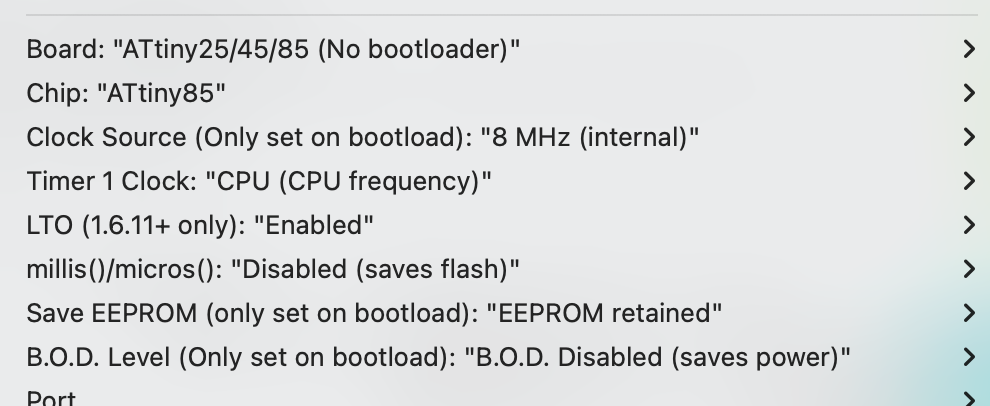 Board: "ATtiny25/45/85 (No bootloader)"
Chip: "ATtiny85"
Clock Source (Only set on bootload): "8 MHz (internal)"
Timer 1 Clock: "CPU (CPU frequency)"
LTO (1.6.11+ only): "Enabled"
millis()/micros(): "Disabled (saves flash)"
Save EEPROM (only set on bootload): "EEPROM retained"
B.O.D. Level (Only set on bootload): "B.O.D. Disabled (saves power)"
Port